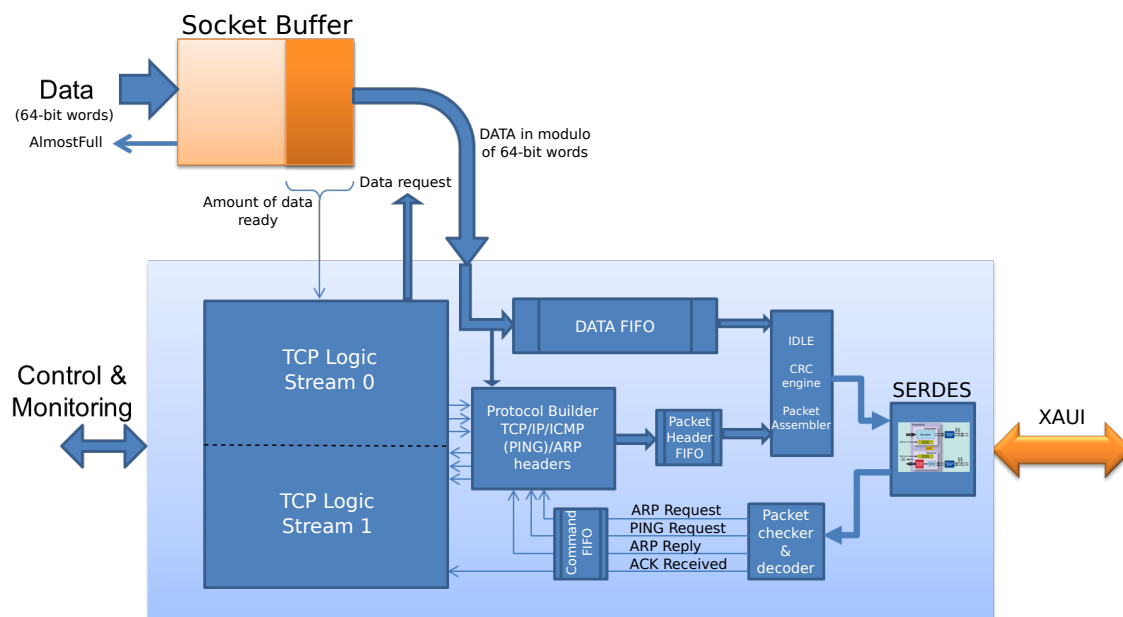 Socket Buffer
Data
(64-bit words)
AlmostFull
DATA in modulo
of 64-bit words
Data request
Amount of data
ready
DATA FIFO
TCP Logic
Stream 0
IDLE
CRC
engine
Packet
Assembler
Control &
Monitoring
SERDES
Protocol Builder
TCP/IP/ICMP
(PING)/ARP
headers
Packet
Header
FIFO
XAUI
TCP Logic
Stream 1
Command
FIFO
ARP Request
PING Request
ARP Reply
ACK Received
Packet
checker
&
decoder